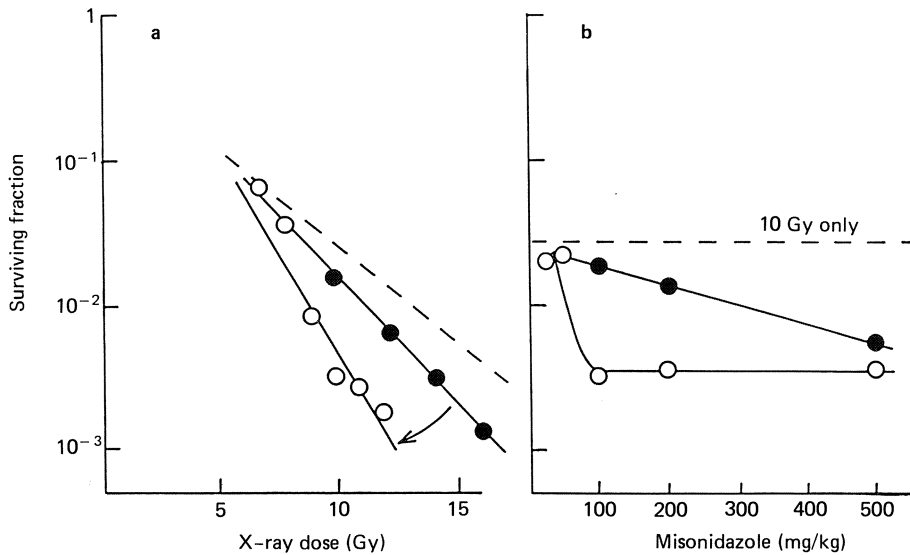 a
b
1
10⁻¹
10⁻²
10⁻³
Surviving fraction
10 Gy only
5
10
15
X-ray dose (Gy)
100
200
300
400
500
Misonidazole (mg/kg)